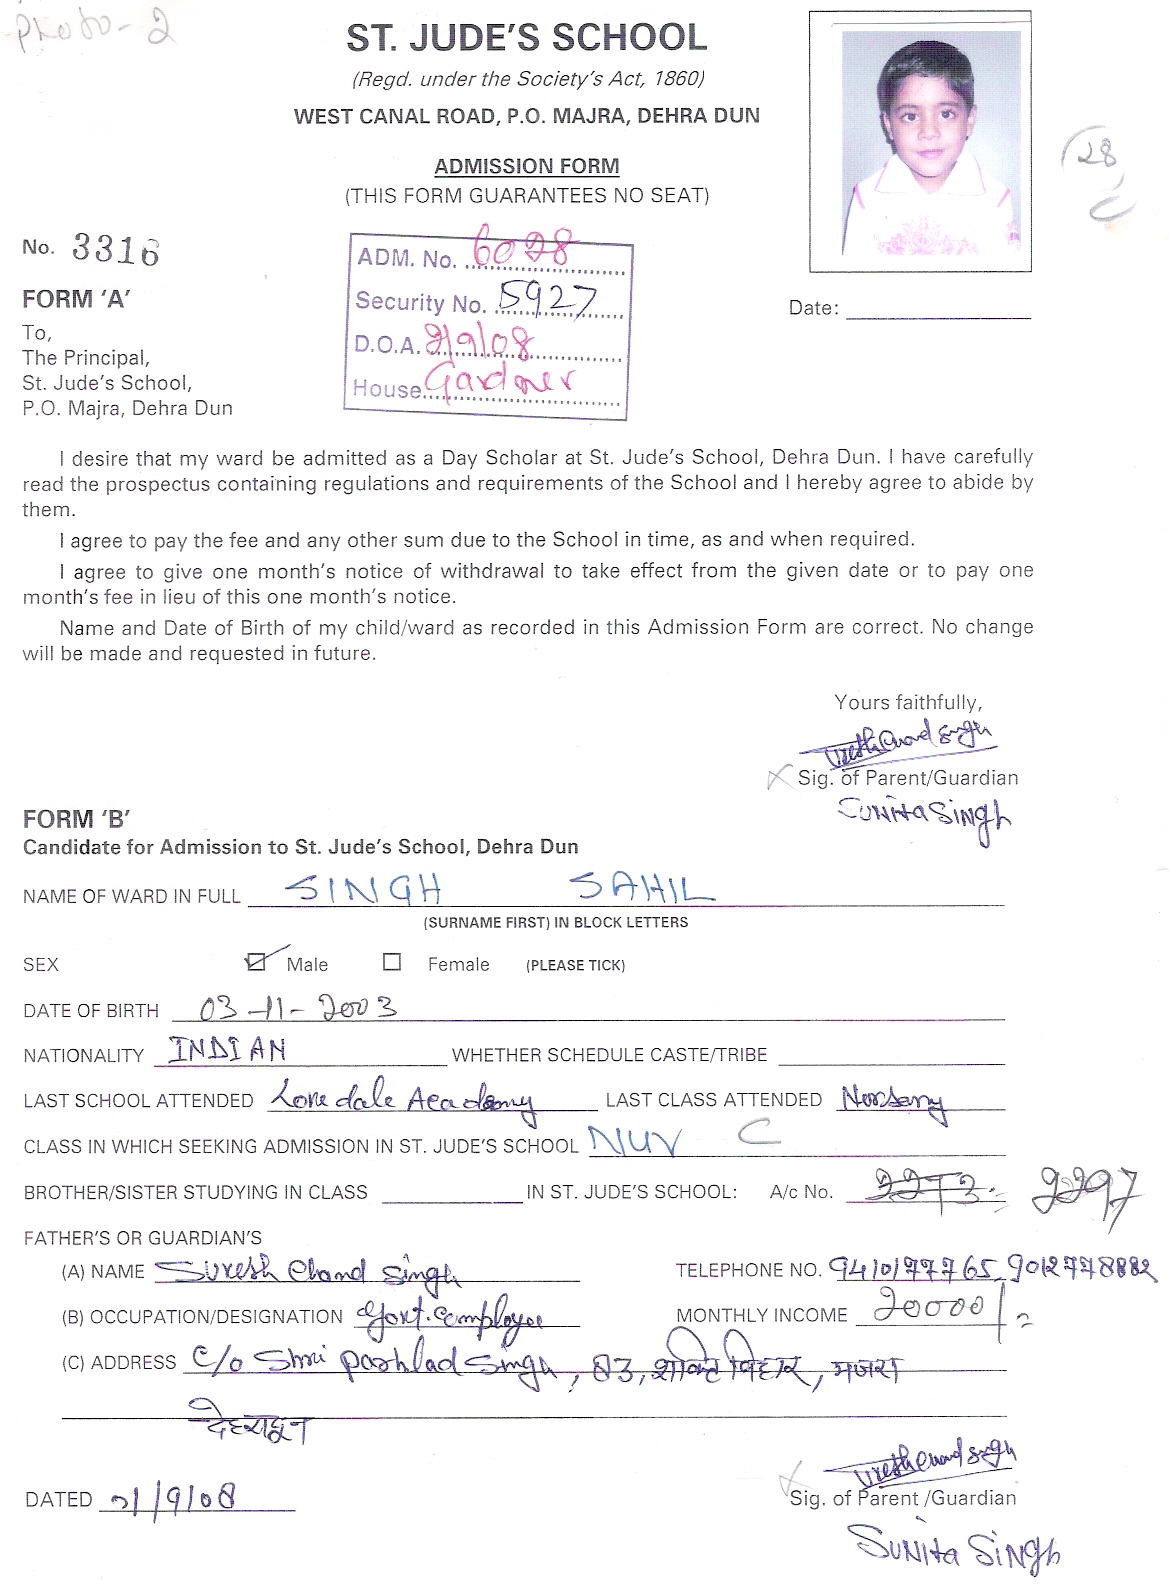 Photo-2
ST. JUDE'S SCHOOL
(Regd. under the Society's Act, 1860)
WEST CANAL ROAD, P.O. MAJRA, DEHRA DUN
ADMISSION FORM
(THIS FORM GUARANTEES NO SEAT)
28
C
No. 3316
ADM. No. 6028
Security No. 5927
D.O.A. 2/9/08
House Gardner
Date:
FORM 'A'
To,
The Principal,
St. Jude's School,
P.O. Majra, Dehra Dun
I desire that my ward be admitted as a Day Scholar at St. Jude's School, Dehra Dun. I have carefully
read the prospectus containing regulations and requirements of the School and I hereby agree to abide by
them.
I agree to pay the fee and any other sum due to the School in time, as and when required.
I agree to give one month's notice of withdrawal to take effect from the given date or to pay one
month's fee in lieu of this one month's notice.
Name and Date of Birth of my child/ward as recorded in this Admission Form are correct. No change
will be made and requested in future.
Yours faithfully,
Suresh Chand Singh
Sig. of Parent/Guardian
Sunita Singh
FORM 'B'
Candidate for Admission to St. Jude's School, Dehra Dun
NAME OF WARD IN FULL SINGH SAHIL
(SURNAME FIRST) IN BLOCK LETTERS
SEX Male Female (PLEASE TICK)
DATE OF BIRTH 03-11-2003
NATIONALITY INDIAN WHETHER SCHEDULE CASTE/TRIBE
LAST SCHOOL ATTENDED Academy LAST CLASS ATTENDED Nursery
CLASS IN WHICH SEEKING ADMISSION IN ST. JUDE'S SCHOOL NUR C
BROTHER/SISTER STUDYING IN CLASS IN ST. JUDE'S SCHOOL: A/c No. 2297
FATHER'S OR GUARDIAN'S
(A) NAME Suresh Chand Singh TELEPHONE NO. 9410177765, 9012778882
(B) OCCUPATION/DESIGNATION Govt. Employee MONTHLY INCOME 20000/=
(C) ADDRESS C/o Shri Singh, 83, शक्ति विहार, मजरा
देहरादून
Suresh Chand Singh
DATED 2/9/08 Sig. of Parent /Guardian
Sunita Singh